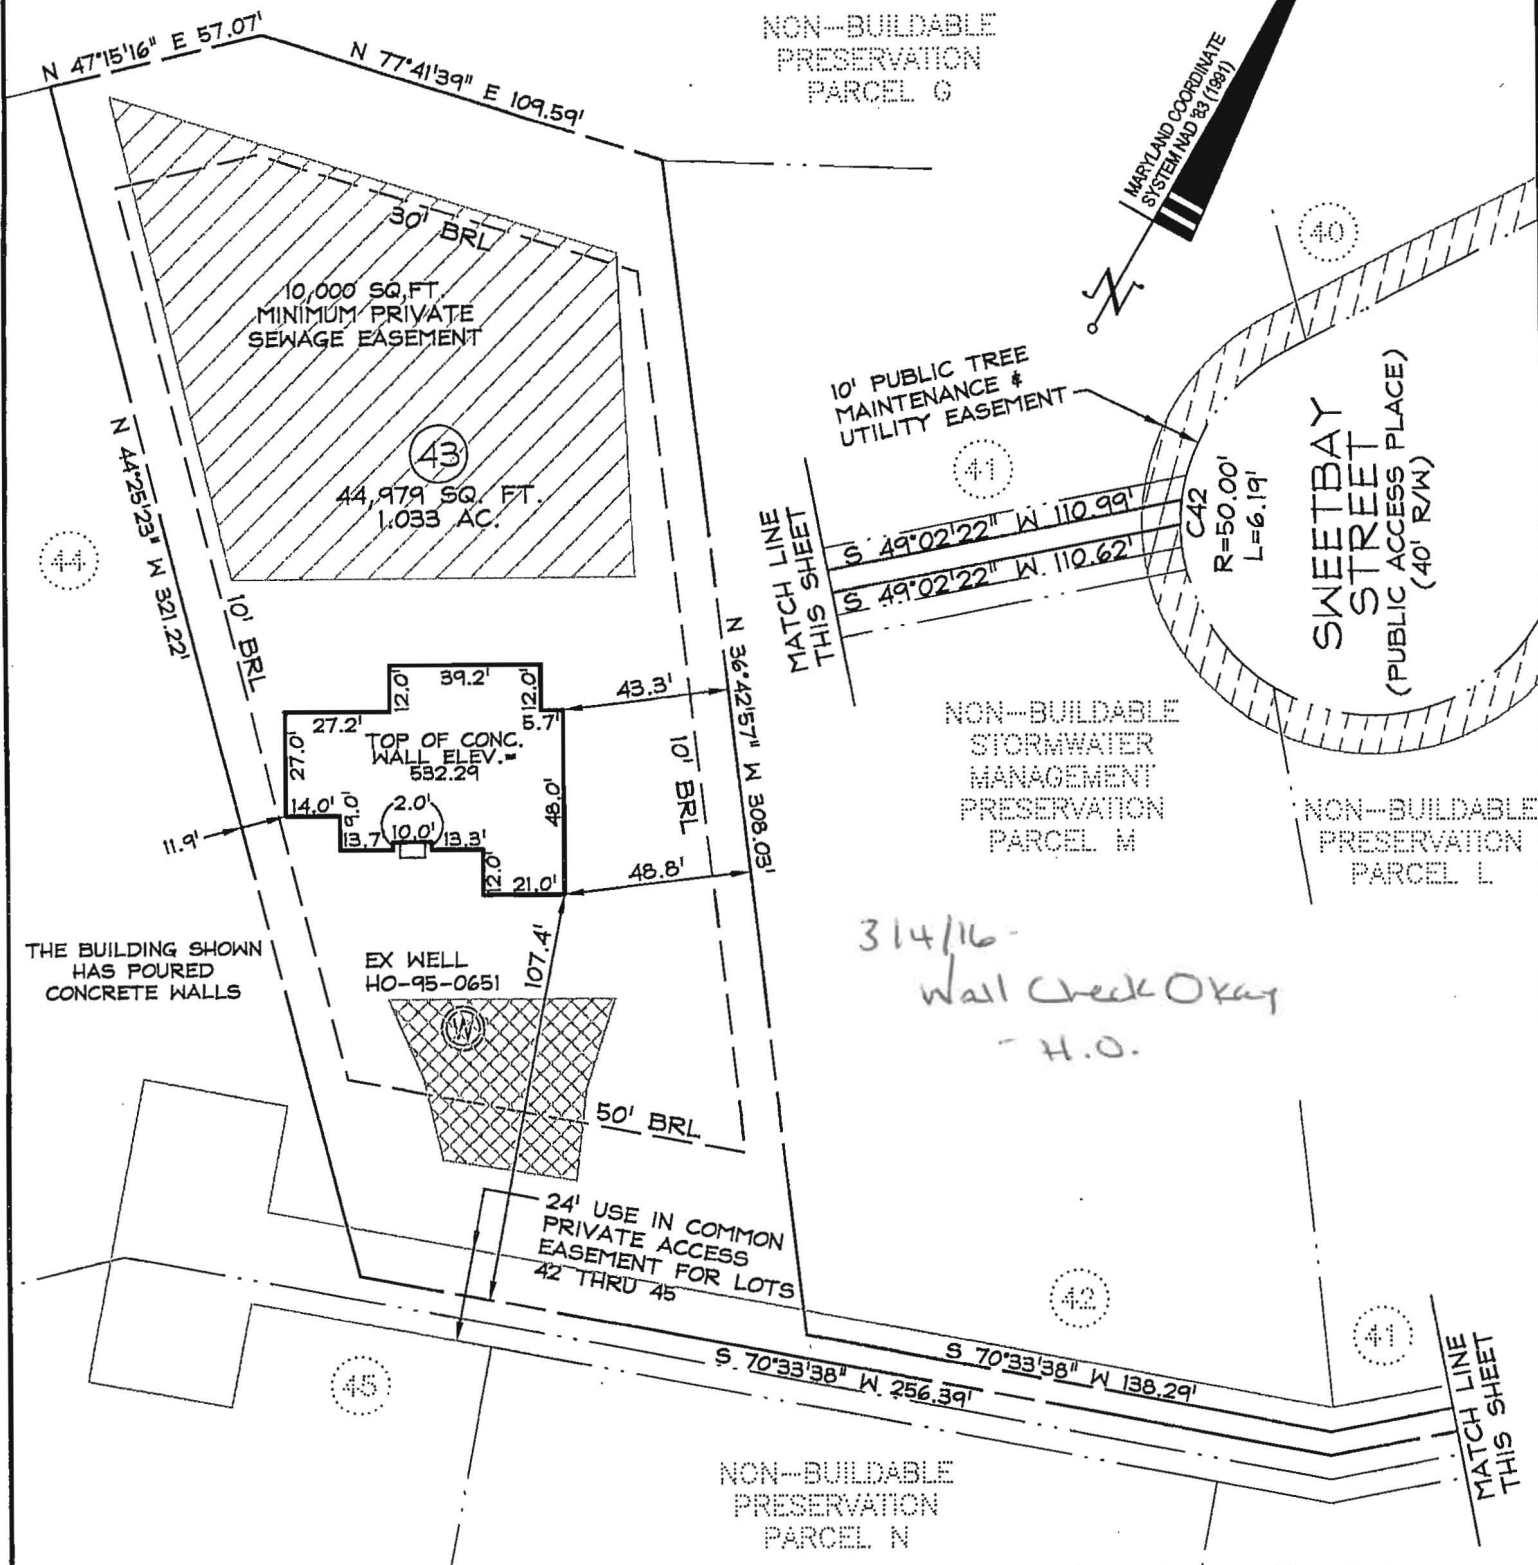 N 47°15'16" E 57.07'
N 77°41'39" E 109.59'
NON-BUILDABLE
PRESERVATION
PARCEL G
MARYLAND COORDINATE
SYSTEM NAD '83 (1991)
40
30' BRL
10,000 SQ.FT.
MINIMUM PRIVATE
SEWAGE EASEMENT
43
44,979 SQ. FT.
1.033 AC.
44
N 44°25'23" W 321.22'
10' BRL
10' PUBLIC TREE
MAINTENANCE &
UTILITY EASEMENT
41
MATCH LINE
THIS SHEET
S 49°02'22" W 110.99'
S 49°02'22" W 110.62'
C42
R=50.00'
L=6.19'
SWEETBAY
STREET
(PUBLIC ACCESS PLACE)
(40' R/W)
N 36°42'57" W 308.03'
10' BRL
39.2'
12.0'
12.0'
43.3'
27.2'
5.7'
TOP OF CONC.
WALL ELEV.=
532.29
27.0'
48.0'
14.0'
9.0'
2.0'
13.7
10.0'
13.3'
11.9'
12.0'
21.0'
48.8'
107.4'
NON-BUILDABLE
STORMWATER
MANAGEMENT
PRESERVATION
PARCEL M
NON-BUILDABLE
PRESERVATION
PARCEL L
THE BUILDING SHOWN
HAS POURED
CONCRETE WALLS
EX WELL
HO-95-0651
W
3/4/16 -
Wall Check Okay
- H.O.
50' BRL
24' USE IN COMMON
PRIVATE ACCESS
EASEMENT FOR LOTS
42 THRU 45
42
41
45
S 70°33'38" W 256.39'
S 70°33'38" W 138.29'
MATCH LINE
THIS SHEET
NON-BUILDABLE
PRESERVATION
PARCEL N